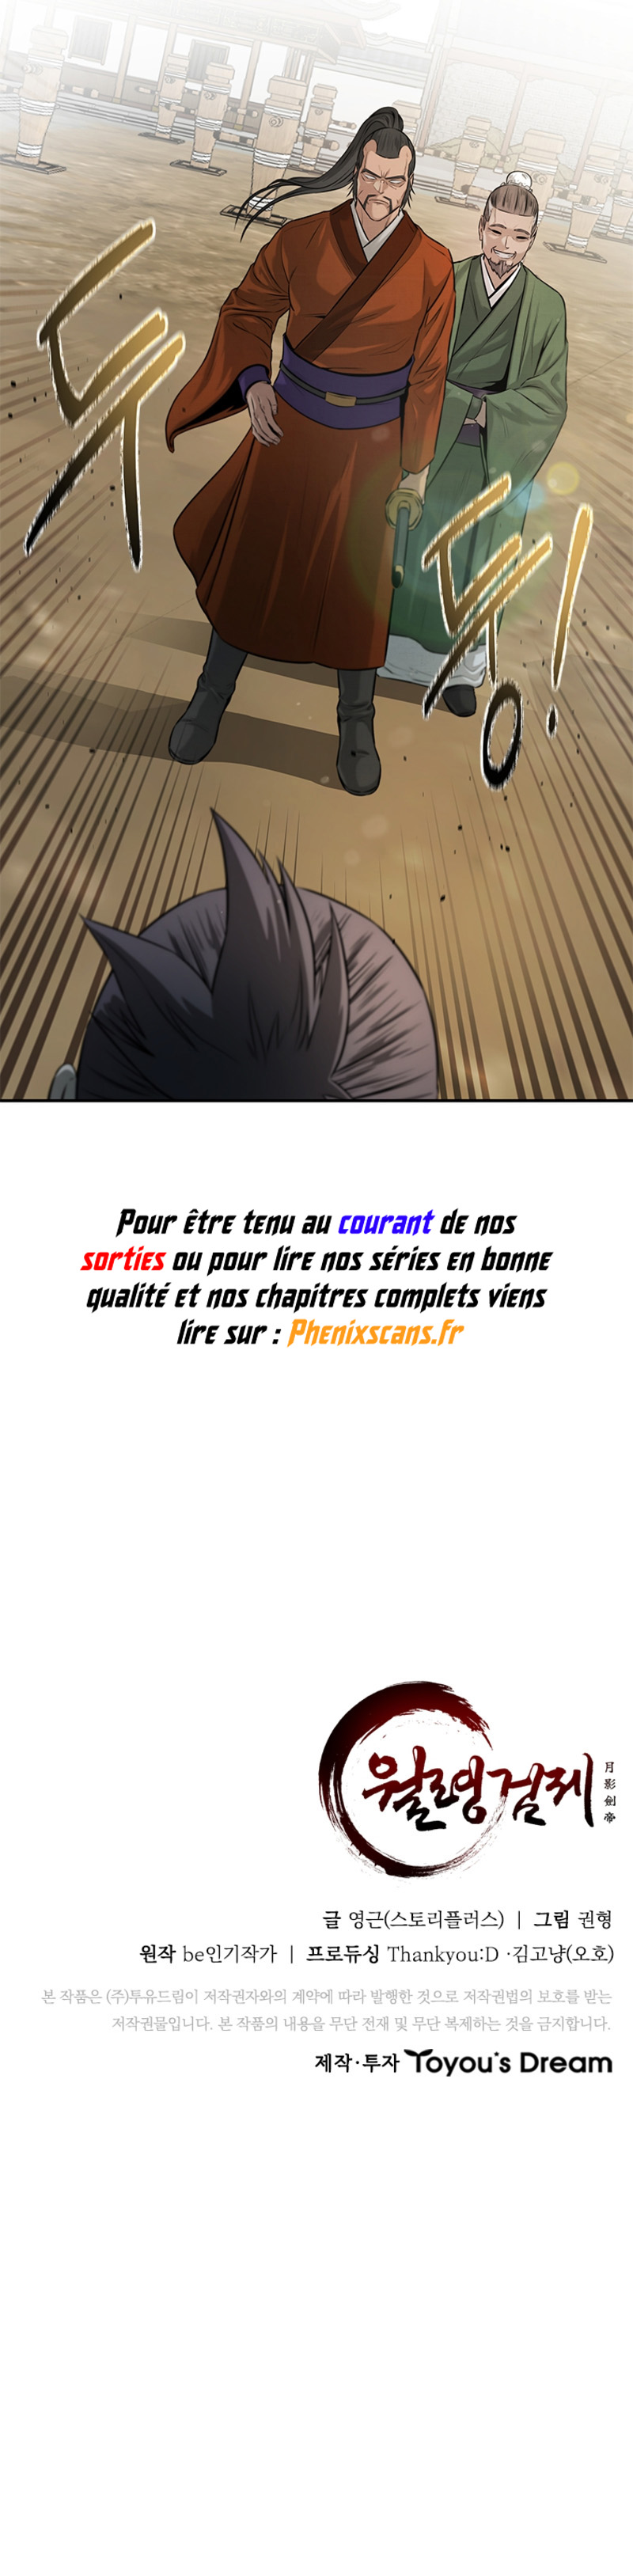 두
둥!
Pour être tenu au courant de nos
sorties ou pour lire nos séries en bonne
qualité et nos chapitres complets viens
lire sur : Phenixscans.fr
월영검제
月影劍帝
글 영근(스토리플러스) | 그림 권형
원작 be인기작가 | 프로듀싱 Thankyou:D ·김고냥(오호)
본 작품은 (주)투유드림이 저작권자와의 계약에 따라 발행한 것으로 저작권법의 보호를 받는
저작권물입니다. 본 작품의 내용을 무단 전재 및 무단 복제하는 것을 금지합니다.
제작·투자 Toyou's Dream